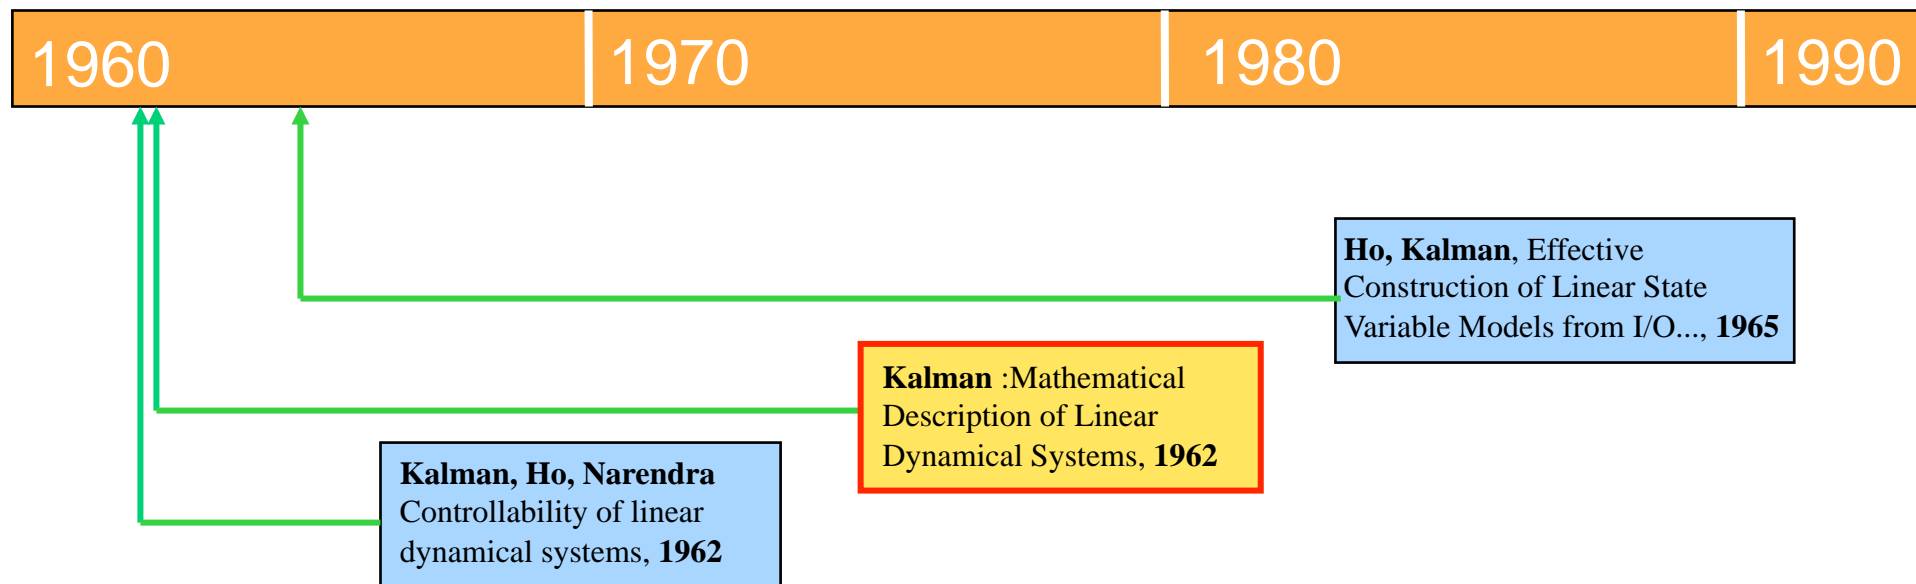 1960
1970
1980
1990
Ho, Kalman, Effective
Construction of Linear State
Variable Models from I/O..., 1965
Kalman :Mathematical
Description of Linear
Dynamical Systems, 1962
Kalman, Ho, Narendra
Controllability of linear
dynamical systems, 1962